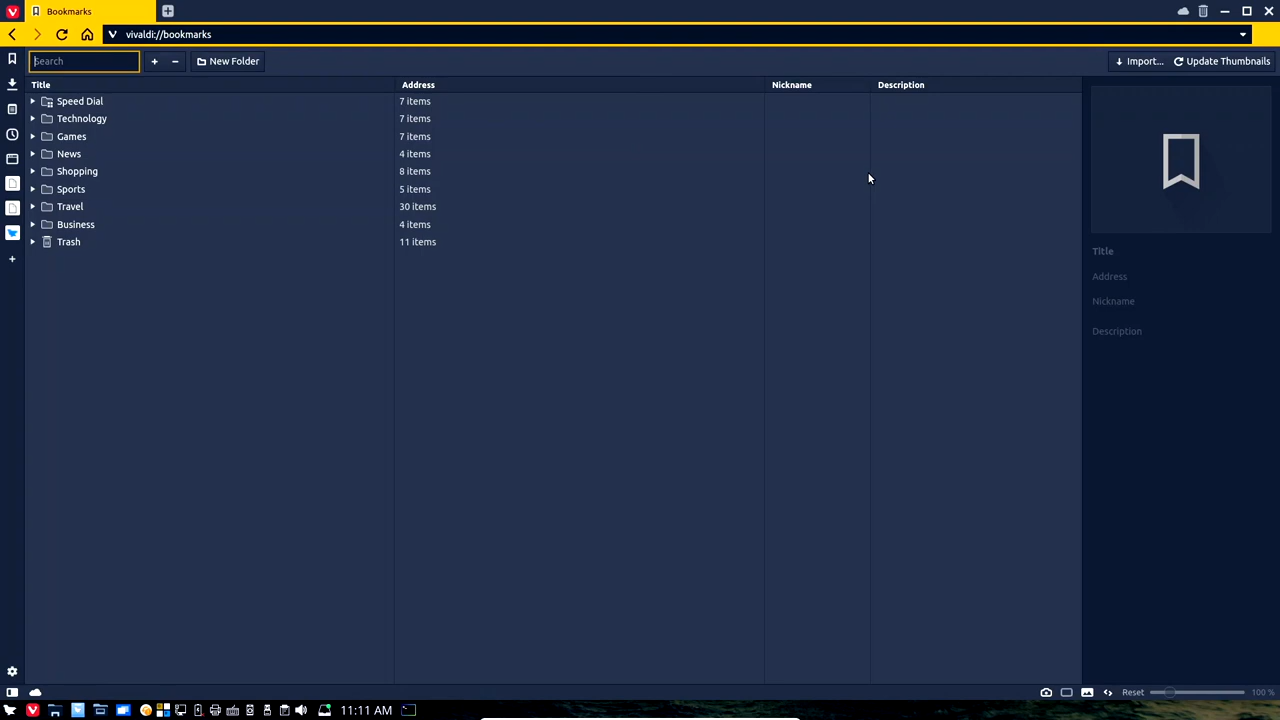 Bookmarks
vivaldi://bookmarks
Search
+ − New Folder
Import... Update Thumbnails
Title Address Nickname Description
Speed Dial 7 items
Technology 7 items
Games 7 items
News 4 items
Shopping 8 items
Sports 5 items
Travel 30 items
Business 4 items
Trash 11 items
Title
Address
Nickname
Description
Reset 100 %
11:11 AM